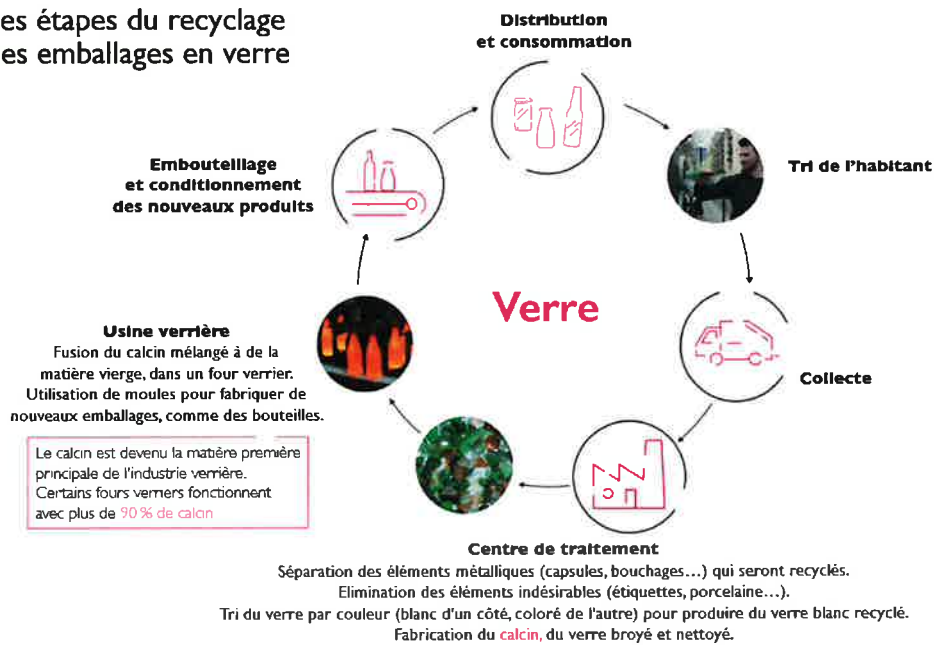 es étapes du recyclage
es emballages en verre
Distribution
et consommation
Tri de l'habitant
Collecte
Centre de traitement
Séparation des éléments métalliques (capsules, bouchages...) qui seront recyclés.
Elimination des éléments indésirables (étiquettes, porcelaine...).
Tri du verre par couleur (blanc d'un côté, coloré de l'autre) pour produire du verre blanc recyclé.
Fabrication du calcin, du verre broyé et nettoyé.
Usine verrière
Fusion du calcin mélangé à de la
matière vierge, dans un four verrier.
Utilisation de moules pour fabriquer de
nouveaux emballages, comme des bouteilles.
Le calcin est devenu la matière première
principale de l'industrie verrière.
Certains fours verriers fonctionnent
avec plus de 90 % de calcin
Embouteillage
et conditionnement
des nouveaux produits
Verre